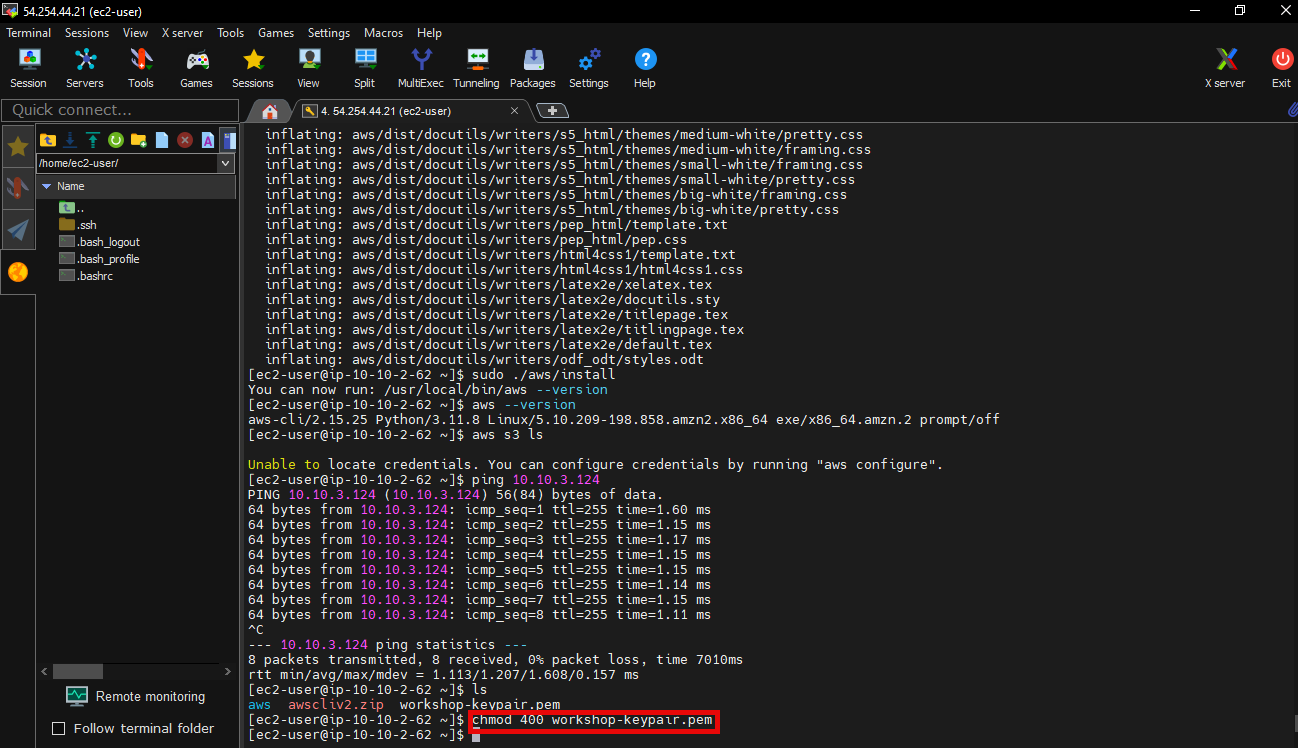 54.254.44.21 (ec2-user)
Terminal Sessions View X server Tools Games Settings Macros Help
Session Servers Tools Games Sessions View Split MultiExec Tunneling Packages Settings Help X server Exit
Quick connect...
4. 54.254.44.21 (ec2-user)
/home/ec2-user/
Name
..
.ssh
.bash_logout
.bash_profile
.bashrc
Remote monitoring
Follow terminal folder
inflating: aws/dist/docutils/writers/s5_html/themes/medium-white/pretty.css
inflating: aws/dist/docutils/writers/s5_html/themes/medium-white/framing.css
inflating: aws/dist/docutils/writers/s5_html/themes/small-white/framing.css
inflating: aws/dist/docutils/writers/s5_html/themes/small-white/pretty.css
inflating: aws/dist/docutils/writers/s5_html/themes/big-white/framing.css
inflating: aws/dist/docutils/writers/s5_html/themes/big-white/pretty.css
inflating: aws/dist/docutils/writers/pep_html/template.txt
inflating: aws/dist/docutils/writers/pep_html/pep.css
inflating: aws/dist/docutils/writers/html4css1/template.txt
inflating: aws/dist/docutils/writers/html4css1/html4css1.css
inflating: aws/dist/docutils/writers/latex2e/xelatex.tex
inflating: aws/dist/docutils/writers/latex2e/docutils.sty
inflating: aws/dist/docutils/writers/latex2e/titlepage.tex
inflating: aws/dist/docutils/writers/latex2e/titlingpage.tex
inflating: aws/dist/docutils/writers/latex2e/default.tex
inflating: aws/dist/docutils/writers/odf_odt/styles.odt
[ec2-user@ip-10-10-2-62 ~]$ sudo ./aws/install
You can now run: /usr/local/bin/aws --version
[ec2-user@ip-10-10-2-62 ~]$ aws --version
aws-cli/2.15.25 Python/3.11.8 Linux/5.10.209-198.858.amzn2.x86_64 exe/x86_64.amzn.2 prompt/off
[ec2-user@ip-10-10-2-62 ~]$ aws s3 ls
Unable to locate credentials. You can configure credentials by running "aws configure".
[ec2-user@ip-10-10-2-62 ~]$ ping 10.10.3.124
PING 10.10.3.124 (10.10.3.124) 56(84) bytes of data.
64 bytes from 10.10.3.124: icmp_seq=1 ttl=255 time=1.60 ms
64 bytes from 10.10.3.124: icmp_seq=2 ttl=255 time=1.15 ms
64 bytes from 10.10.3.124: icmp_seq=3 ttl=255 time=1.17 ms
64 bytes from 10.10.3.124: icmp_seq=4 ttl=255 time=1.15 ms
64 bytes from 10.10.3.124: icmp_seq=5 ttl=255 time=1.15 ms
64 bytes from 10.10.3.124: icmp_seq=6 ttl=255 time=1.14 ms
64 bytes from 10.10.3.124: icmp_seq=7 ttl=255 time=1.15 ms
64 bytes from 10.10.3.124: icmp_seq=8 ttl=255 time=1.11 ms
^C
--- 10.10.3.124 ping statistics ---
8 packets transmitted, 8 received, 0% packet loss, time 7010ms
rtt min/avg/max/mdev = 1.113/1.207/1.608/0.157 ms
[ec2-user@ip-10-10-2-62 ~]$ ls
aws awscliv2.zip workshop-keypair.pem
[ec2-user@ip-10-10-2-62 ~]$ chmod 400 workshop-keypair.pem
[ec2-user@ip-10-10-2-62 ~]$